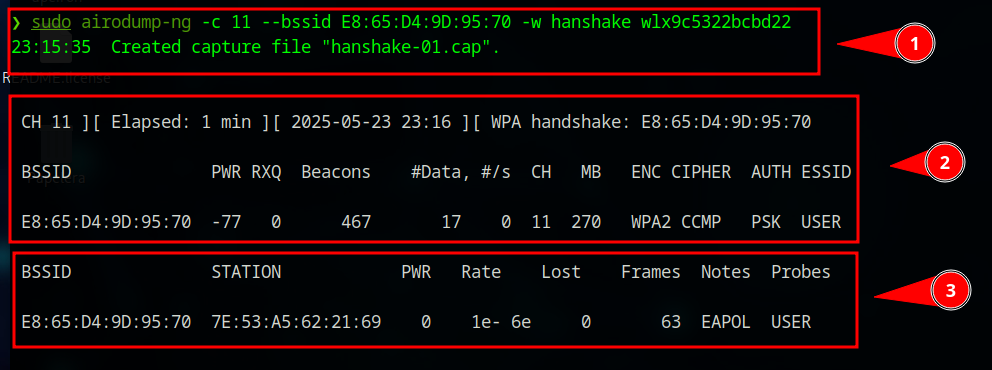 ❯ sudo airodump-ng -c 11 --bssid E8:65:D4:9D:95:70 -w hanshake wlx9c5322bcbd22
23:15:35  Created capture file "hanshake-01.cap".
1
README.license
CH 11 ][ Elapsed: 1 min ][ 2025-05-23 23:16 ][ WPA handshake: E8:65:D4:9D:95:70
BSSID              PWR RXQ  Beacons    #Data, #/s  CH   MB   ENC CIPHER  AUTH ESSID
2
E8:65:D4:9D:95:70  -77   0      467       17    0  11  270   WPA2 CCMP   PSK  USER
BSSID              STATION            PWR   Rate    Lost    Frames  Notes  Probes
3
E8:65:D4:9D:95:70  7E:53:A5:62:21:69    0    1e- 6e     0       63  EAPOL  USER